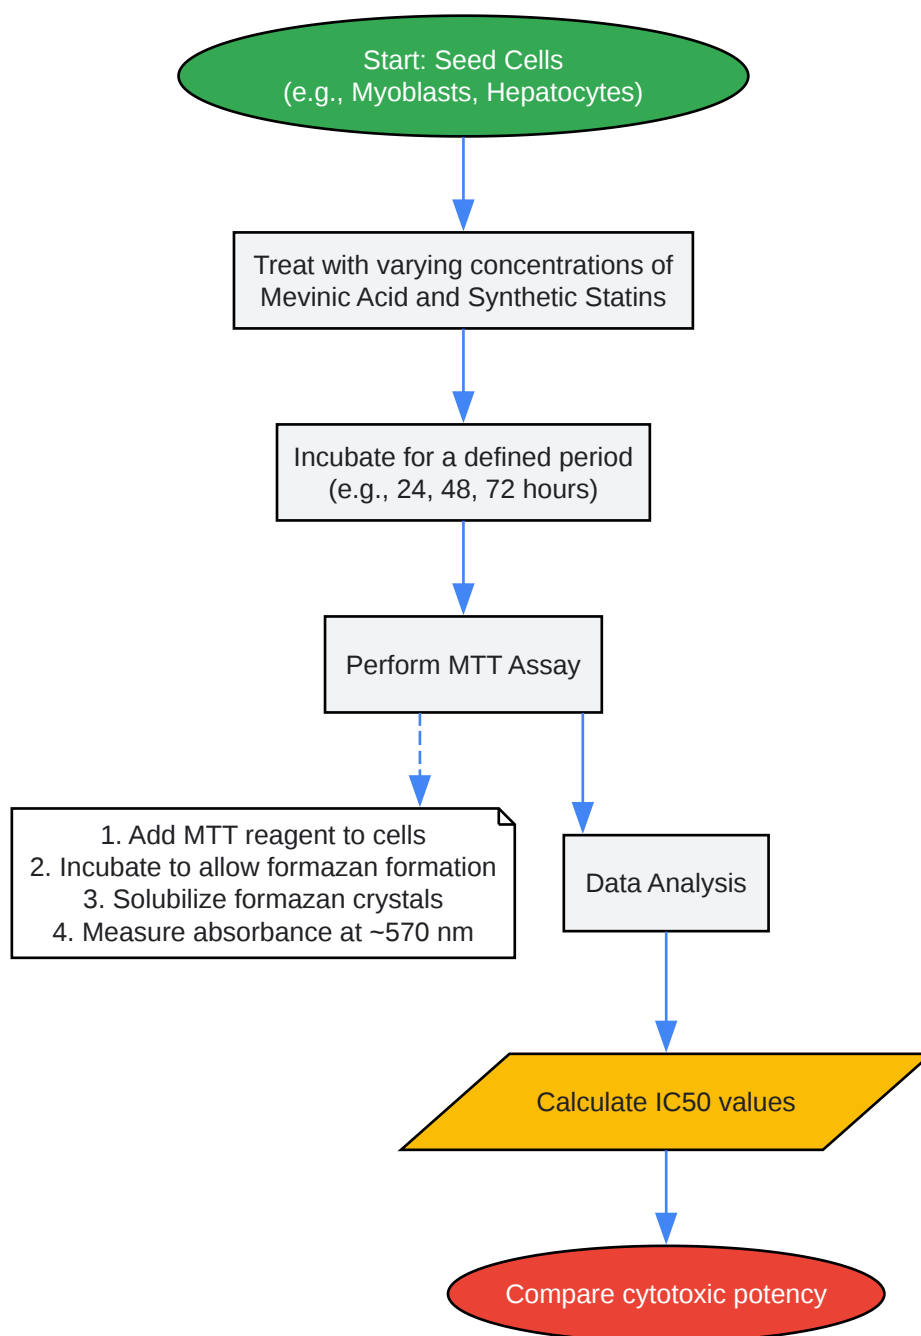 Start: Seed Cells
(e.g., Myoblasts, Hepatocytes)
Treat with varying concentrations of
Mevinic Acid and Synthetic Statins
Incubate for a defined period
(e.g., 24, 48, 72 hours)
Perform MTT Assay
1. Add MTT reagent to cells
2. Incubate to allow formazan formation
3. Solubilize formazan crystals
4. Measure absorbance at ~570 nm
Data Analysis
Calculate IC50 values
Compare cytotoxic potency